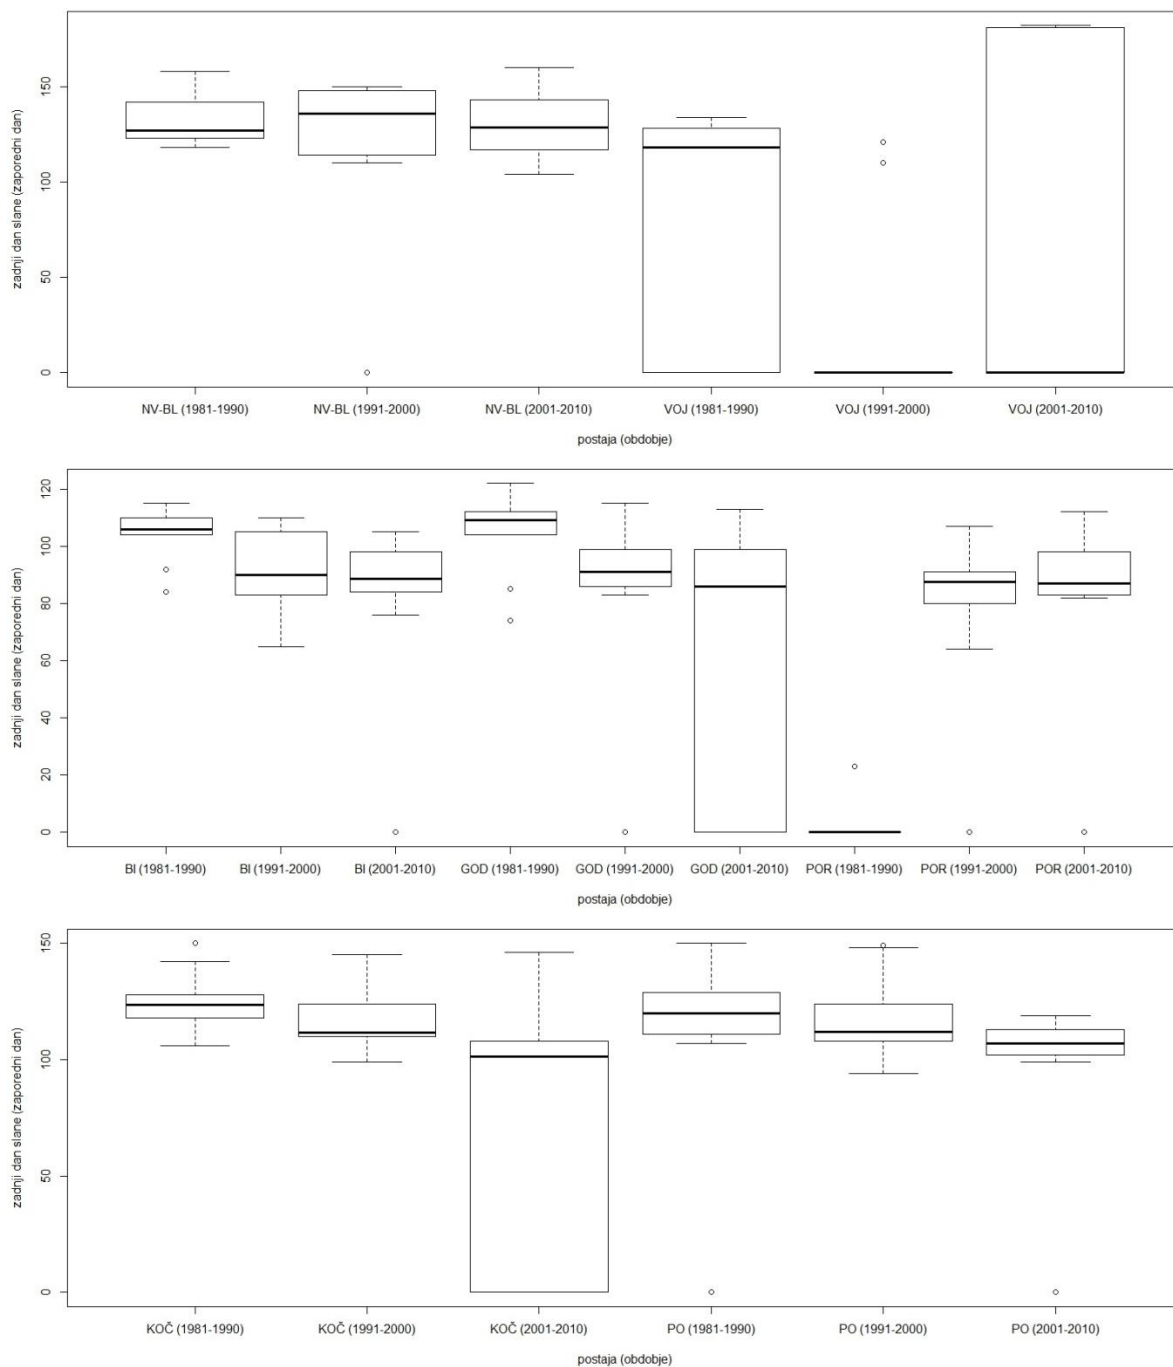 zadnji dan slane (zaporedni dan)
150
100
50
0
NV-BL (1981-1990) NV-BL (1991-2000) NV-BL (2001-2010) VOJ (1981-1990) VOJ (1991-2000) VOJ (2001-2010)
postaja (obdobje)
zadnji dan slane (zaporedni dan)
120
100
80
60
40
20
0
BI (1981-1990) BI (1991-2000) BI (2001-2010) GOD (1981-1990) GOD (1991-2000) GOD (2001-2010) POR (1981-1990) POR (1991-2000) POR (2001-2010)
postaja (obdobje)
zadnji dan slane (zaporedni dan)
150
100
50
0
KOČ (1981-1990) KOČ (1991-2000) KOČ (2001-2010) PO (1981-1990) PO (1991-2000) PO (2001-2010)
postaja (obdobje)